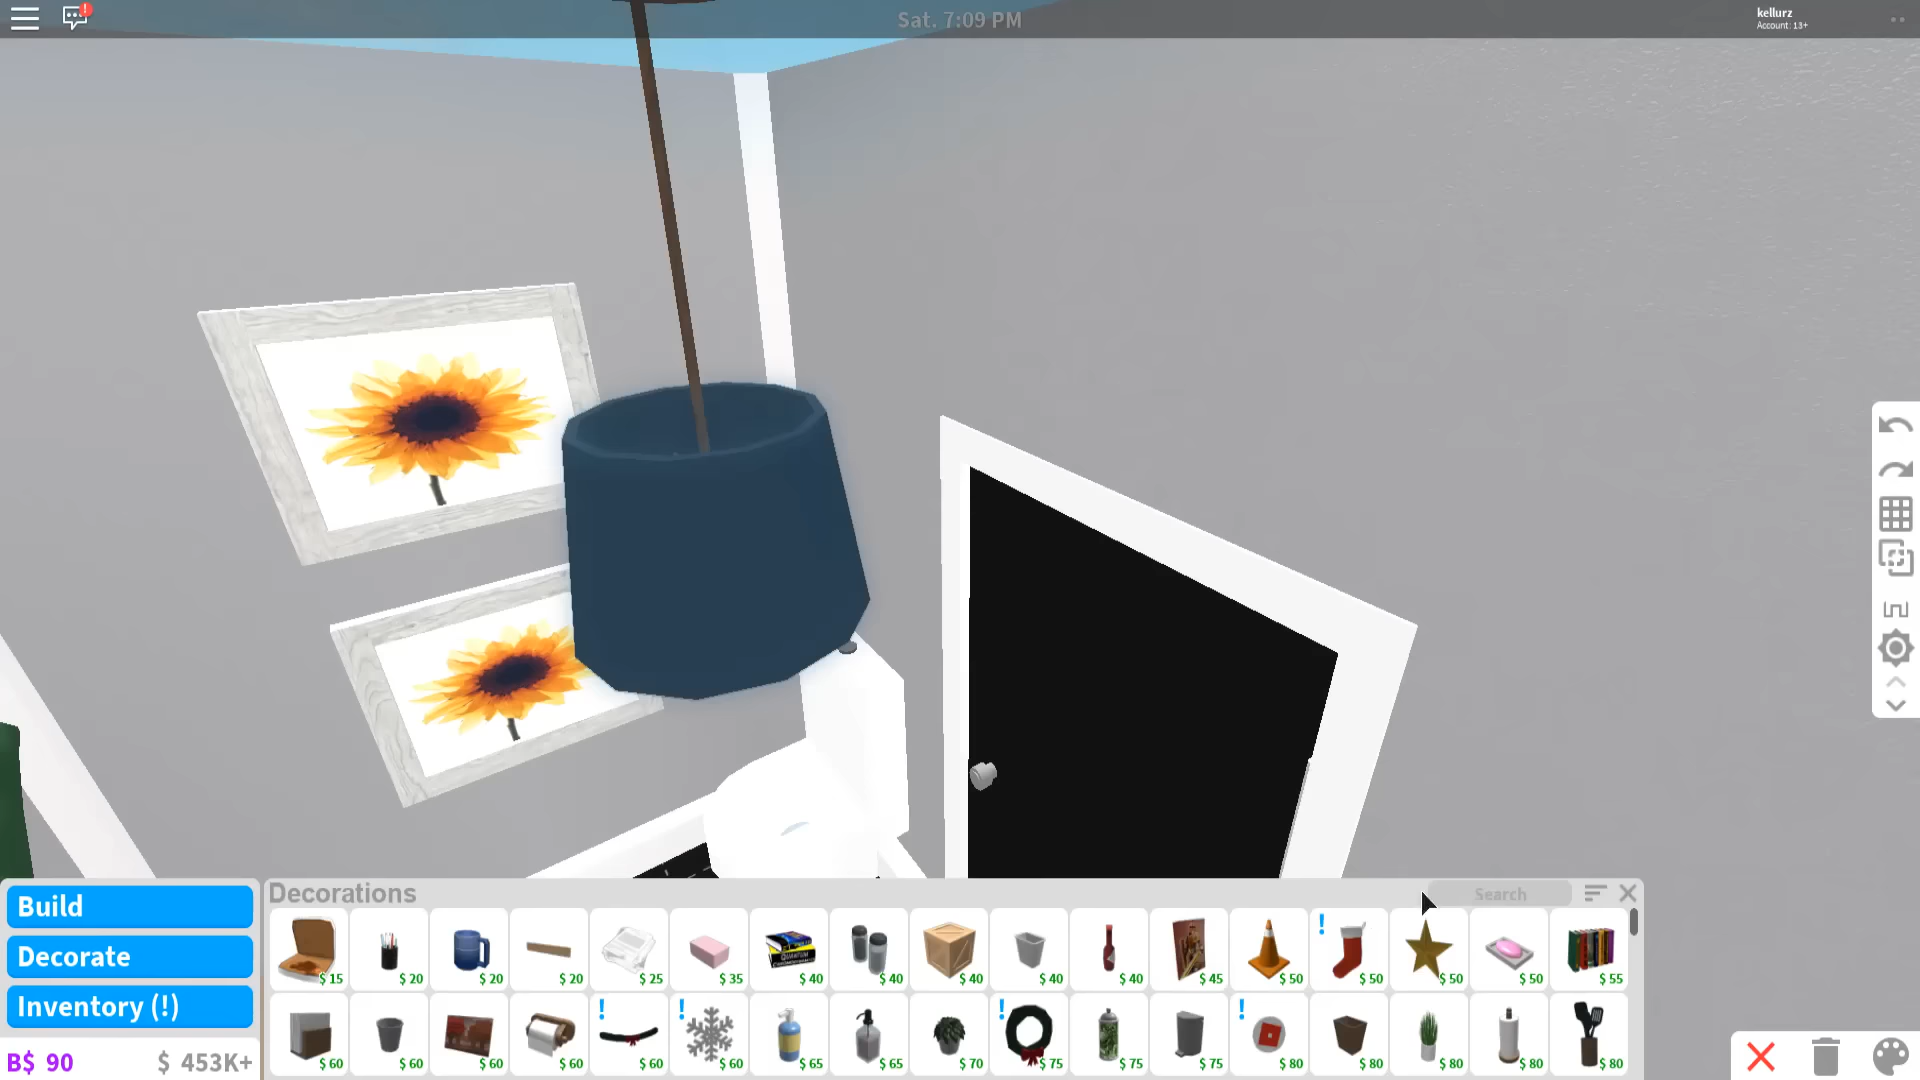 Sat. 7:09 PM
kellurz
Account: 13+
Build
Decorate
Inventory (!)
B$ 90
$ 453K+
Decorations
Search
$ 15
$ 20
$ 20
$ 20
$ 25
$ 35
$ 40
$ 40
$ 40
$ 40
$ 40
$ 45
$ 50
! $ 50
$ 50
$ 50
$ 55
$ 60
$ 60
$ 60
$ 60
! $ 60
! $ 60
$ 65
$ 65
$ 70
! $ 75
$ 75
$ 75
! $ 80
$ 80
$ 80
$ 80
$ 80